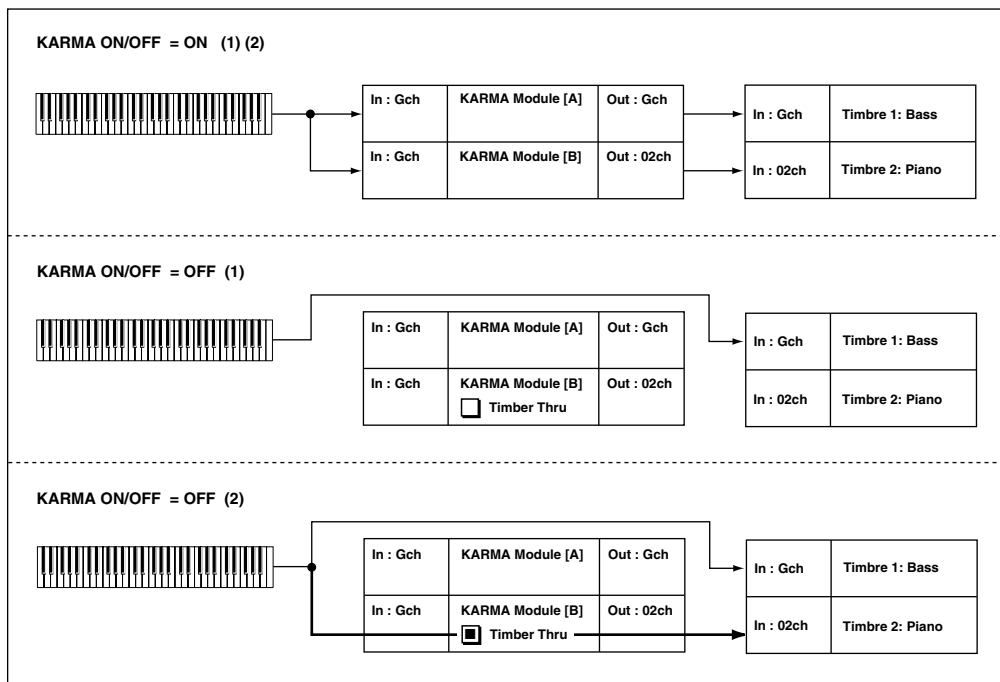 KARMA ON/OFF = ON (1) (2)
In : Gch KARMA Module [A] Out : Gch
In : Gch Timbre 1: Bass
In : Gch KARMA Module [B] Out : 02ch
In : 02ch Timbre 2: Piano
KARMA ON/OFF = OFF (1)
In : Gch KARMA Module [A] Out : Gch
In : Gch Timbre 1: Bass
In : Gch KARMA Module [B] Out : 02ch
Timber Thru
In : 02ch Timbre 2: Piano
KARMA ON/OFF = OFF (2)
In : Gch KARMA Module [A] Out : Gch
In : Gch Timbre 1: Bass
In : Gch KARMA Module [B] Out : 02ch
Timber Thru
In : 02ch Timbre 2: Piano